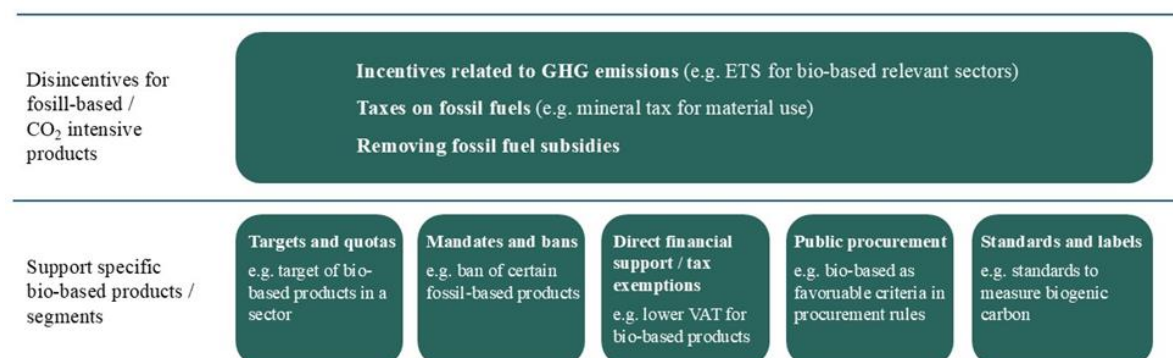 Disincentives for
fosill-based /
CO₂ intensive
products
Incentives related to GHG emissions (e.g. ETS for bio-based relevant sectors)
Taxes on fossil fuels (e.g. mineral tax for material use)
Removing fossil fuel subsidies
Support specific
bio-based products /
segments
Targets and quotas
e.g. target of bio-
based products in a
sector
Mandates and bans
e.g. ban of certain
fossil-based products
Direct financial
support / tax
exemptions
e.g. lower VAT for
bio-based products
Public procurement
e.g. bio-based as
favoruable criteria in
procurement rules
Standards and labels
e.g. standards to
measure biogenic
carbon